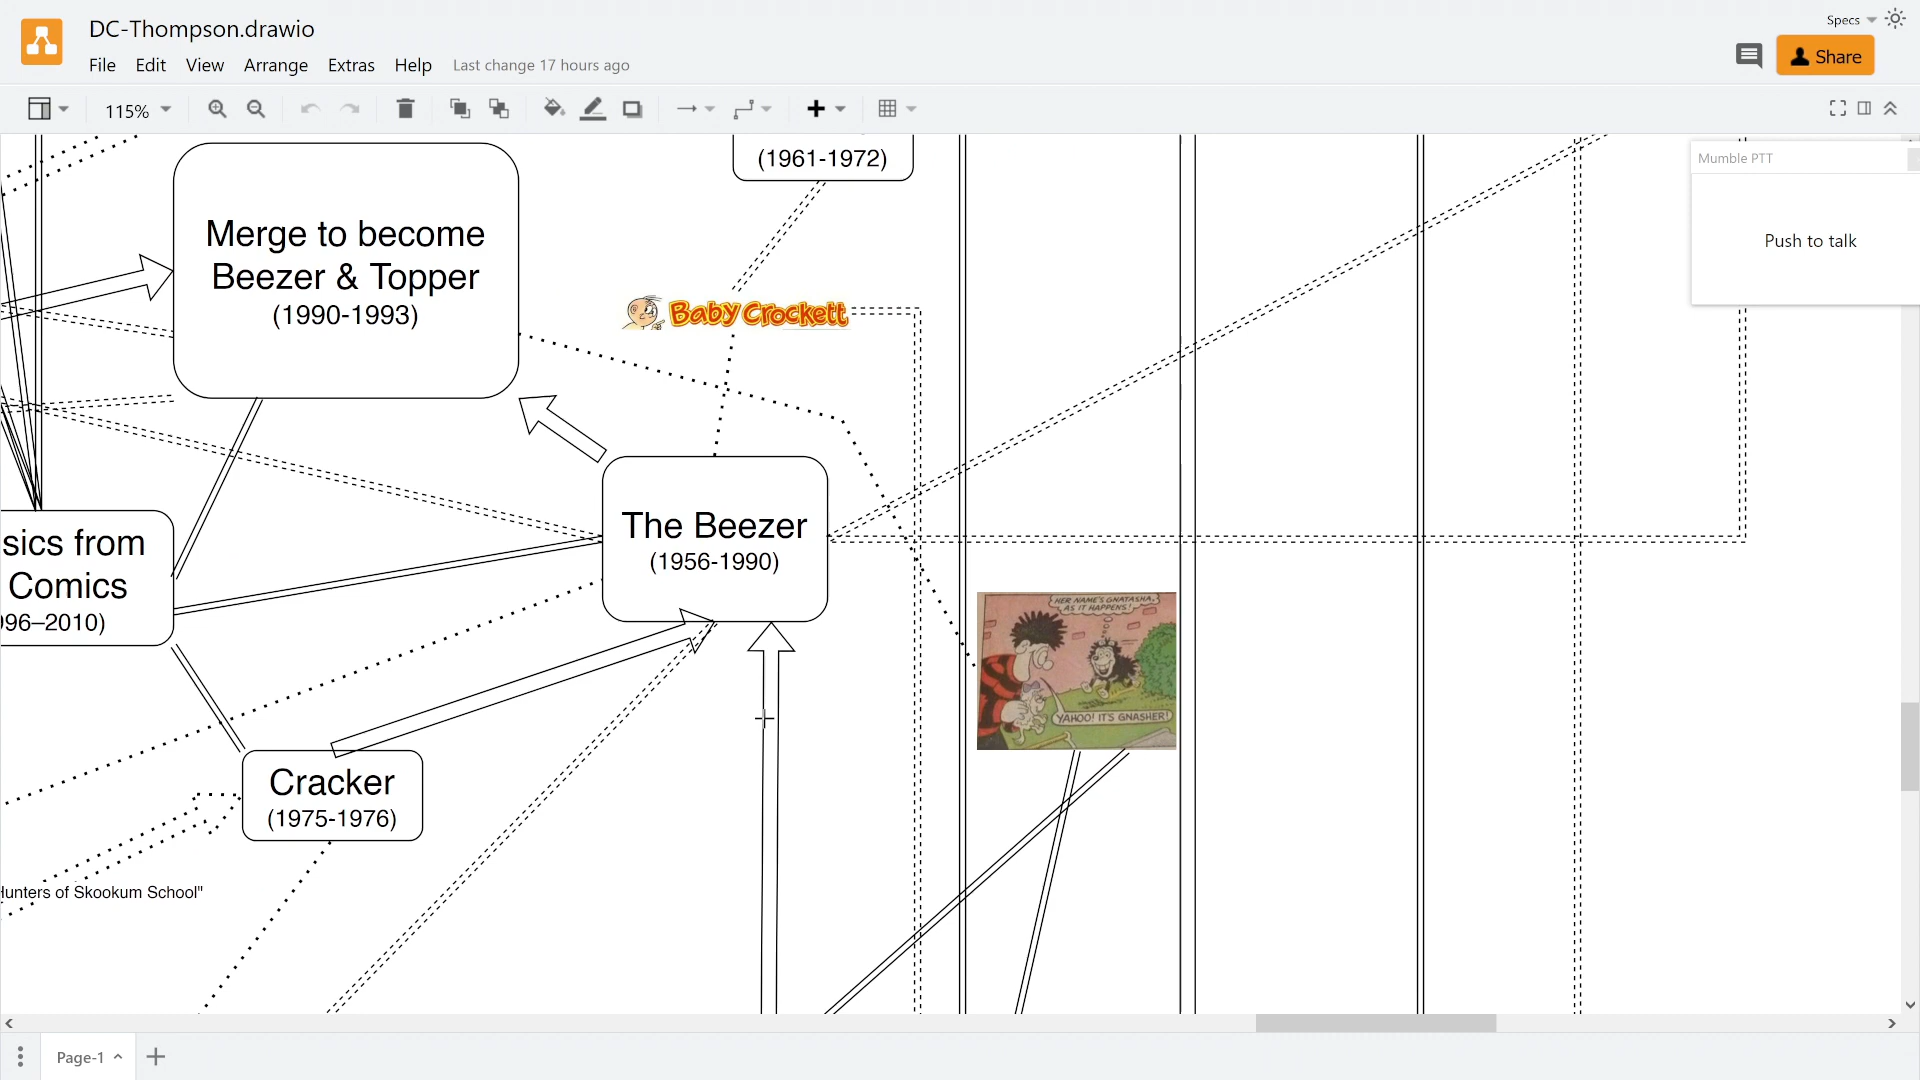 DC-Thompson.drawio
File Edit View Arrange Extras Help Last change 17 hours ago
Specs
Share
115%
Mumble PTT
Push to talk
(1961-1972)
Merge to become
Beezer & Topper
(1990-1993)
Baby Crockett
The Beezer
(1956-1990)
sics from
Comics
96–2010)
HER NAME'S GNATASHA,
AS IT HAPPENS!
YAHOO! IT'S GNASHER!
Cracker
(1975-1976)
unters of Skookum School"
Page-1